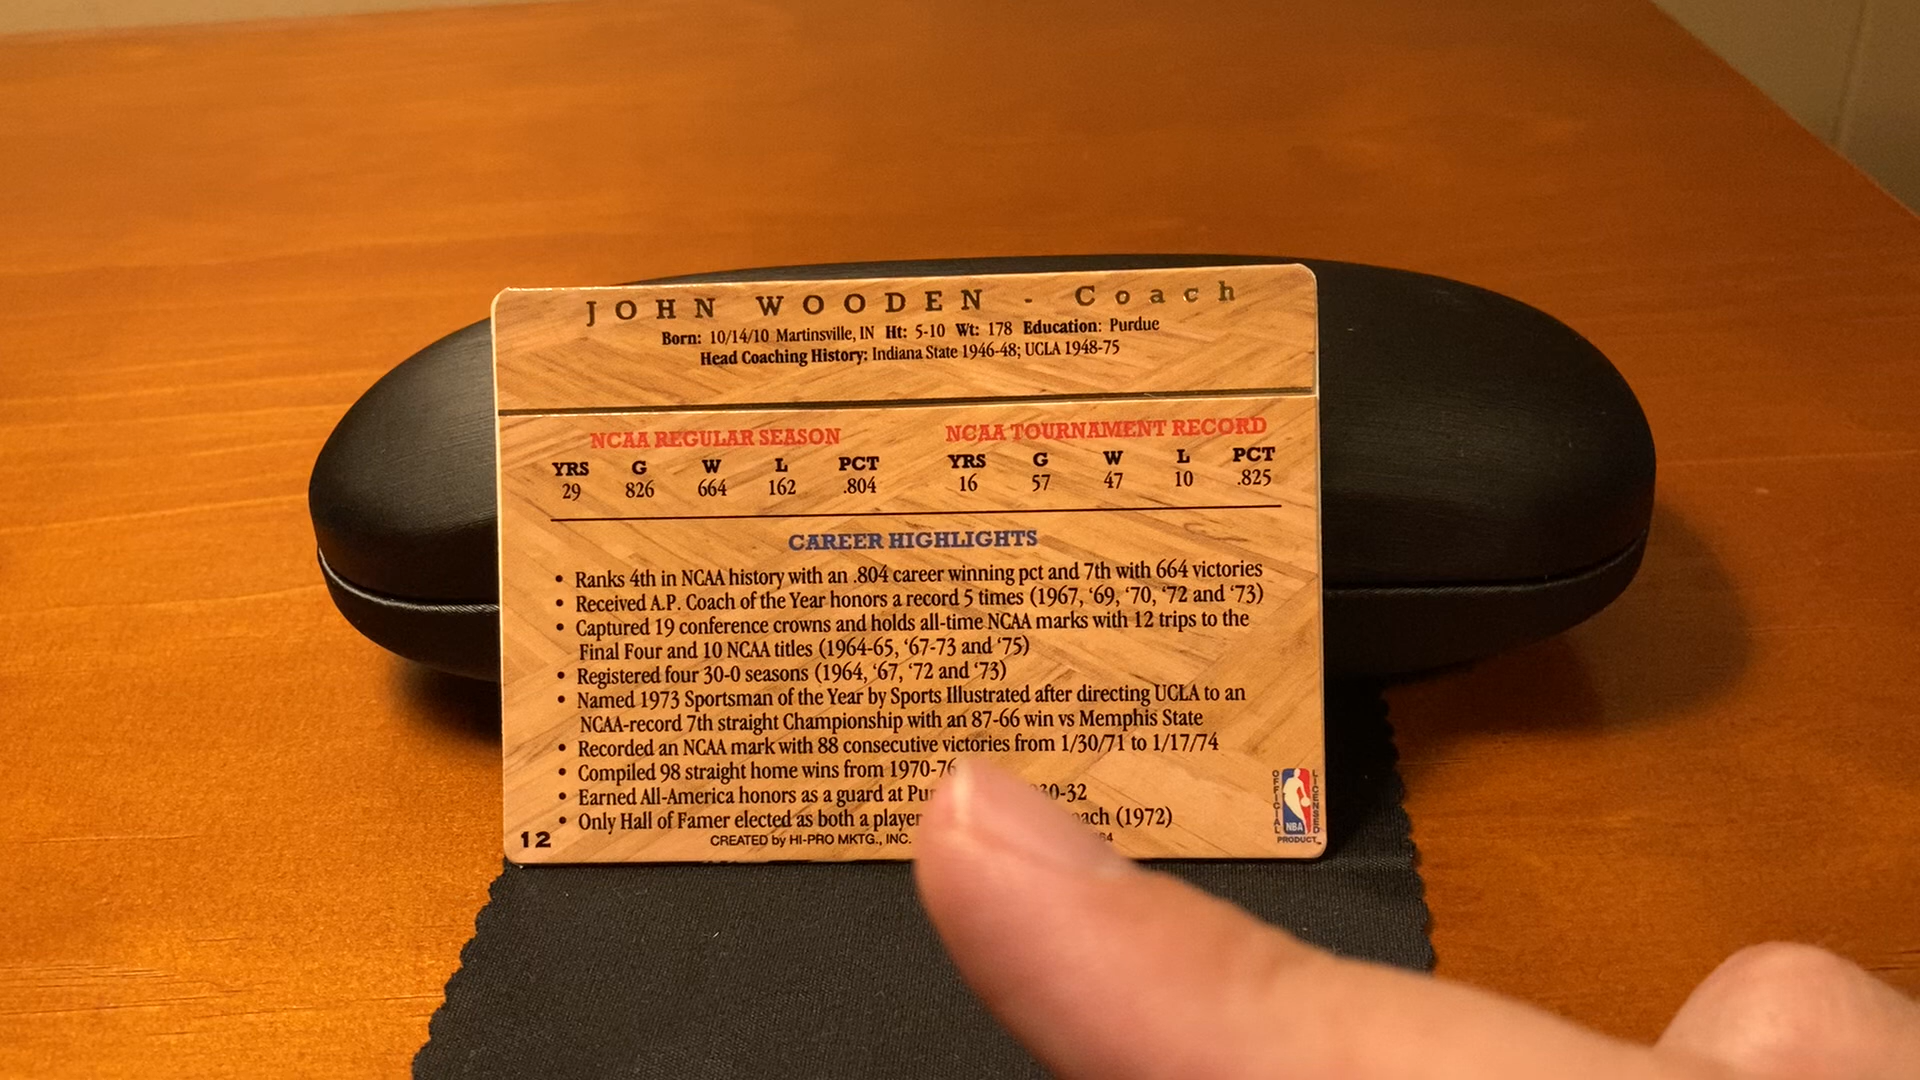 JOHN WOODEN - Coach
Born: 10/14/10 Martinsville, IN Ht: 5-10 Wt: 178 Education: Purdue
Head Coaching History: Indiana State 1946-48; UCLA 1948-75
NCAA REGULAR SEASON
YRS G W L PCT
29 826 664 162 .804
NCAA TOURNAMENT RECORD
YRS G W L PCT
16 57 47 10 .825
CAREER HIGHLIGHTS
• Ranks 4th in NCAA history with an .804 career winning pct and 7th with 664 victories
• Received A.P. Coach of the Year honors a record 5 times (1967, ‘69, ‘70, ‘72 and ‘73)
• Captured 19 conference crowns and holds all-time NCAA marks with 12 trips to the
Final Four and 10 NCAA titles (1964-65, ‘67-73 and ‘75)
• Registered four 30-0 seasons (1964, ‘67, ‘72 and ‘73)
• Named 1973 Sportsman of the Year by Sports Illustrated after directing UCLA to an
NCAA-record 7th straight Championship with an 87-66 win vs Memphis State
• Recorded an NCAA mark with 88 consecutive victories from 1/30/71 to 1/17/74
• Compiled 98 straight home wins from 1970-76
• Earned All-America honors as a guard at
• Only Hall of Famer elected as both a player (1972)
12
CREATED by HI-PRO MKTG., INC.
OFFICIAL LICENSED
NBA
PRODUCT